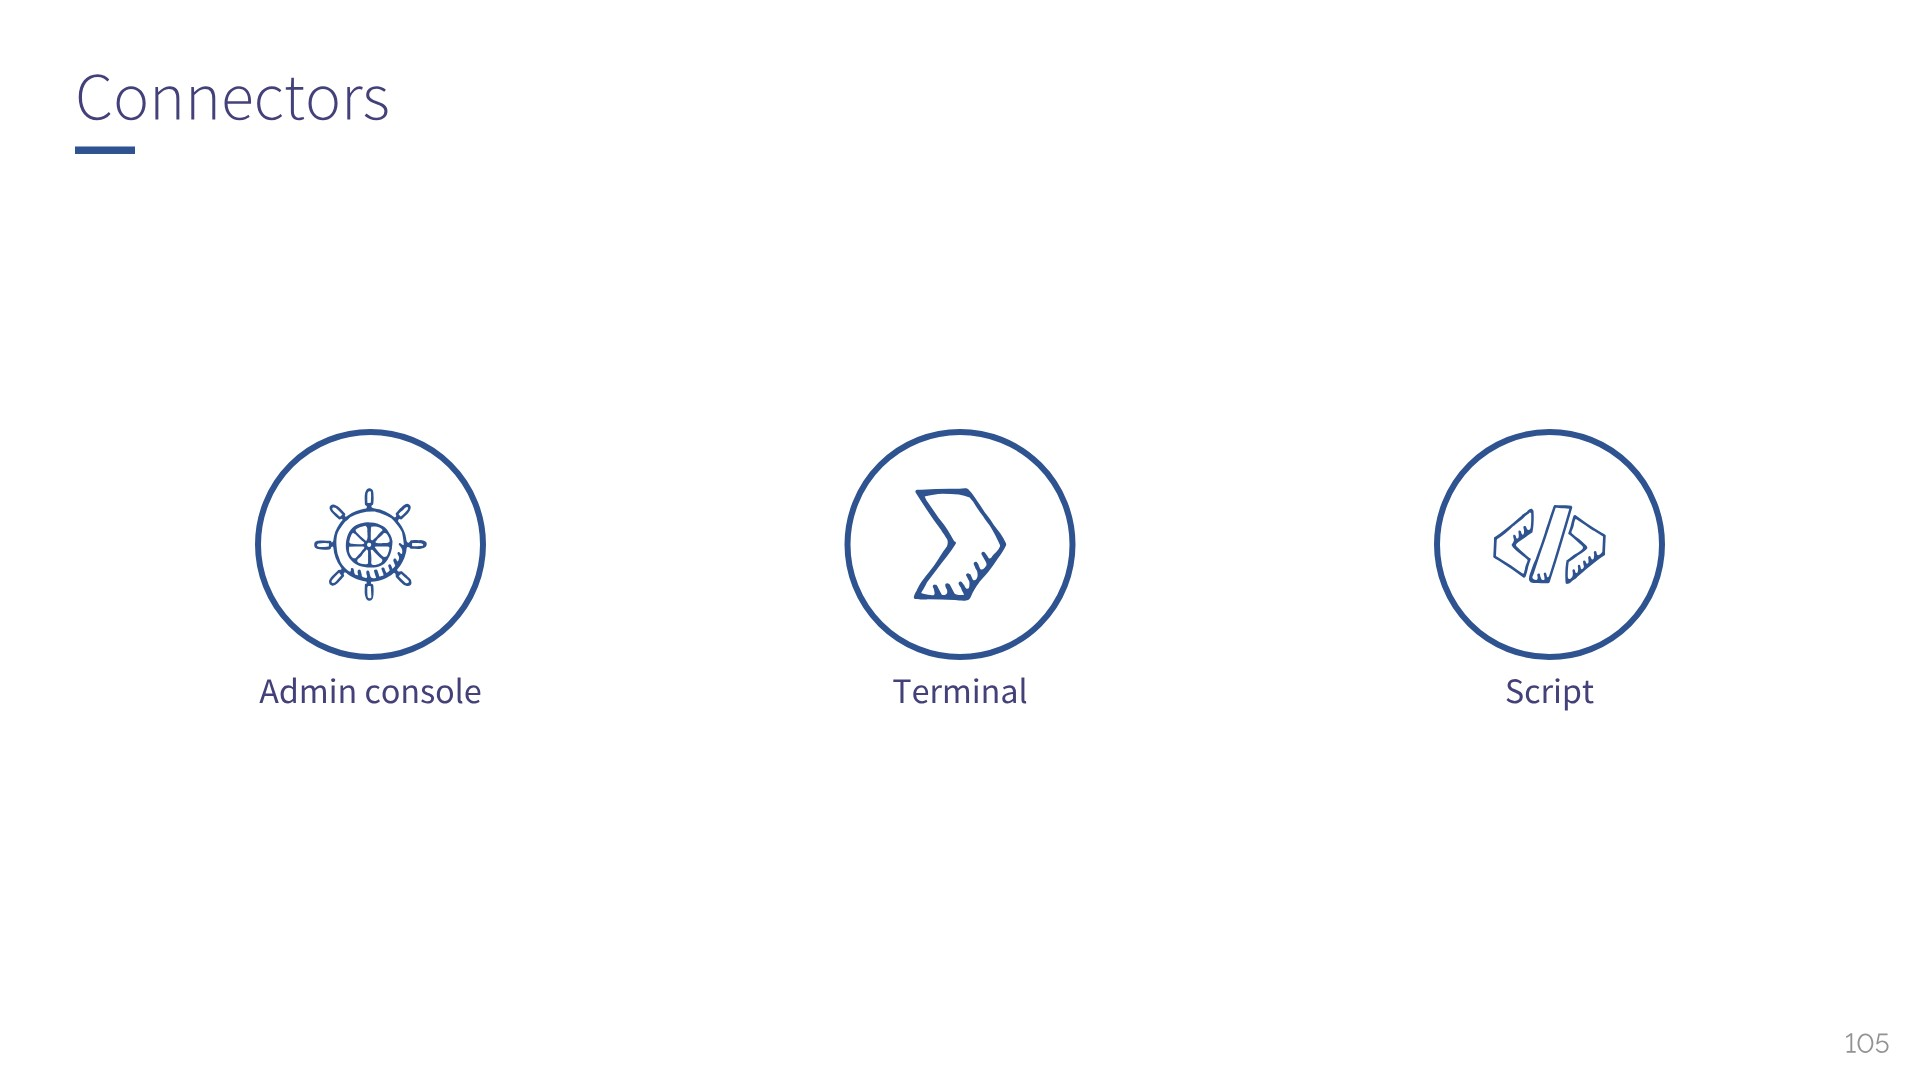 Connectors
Admin console
Terminal
Script
105